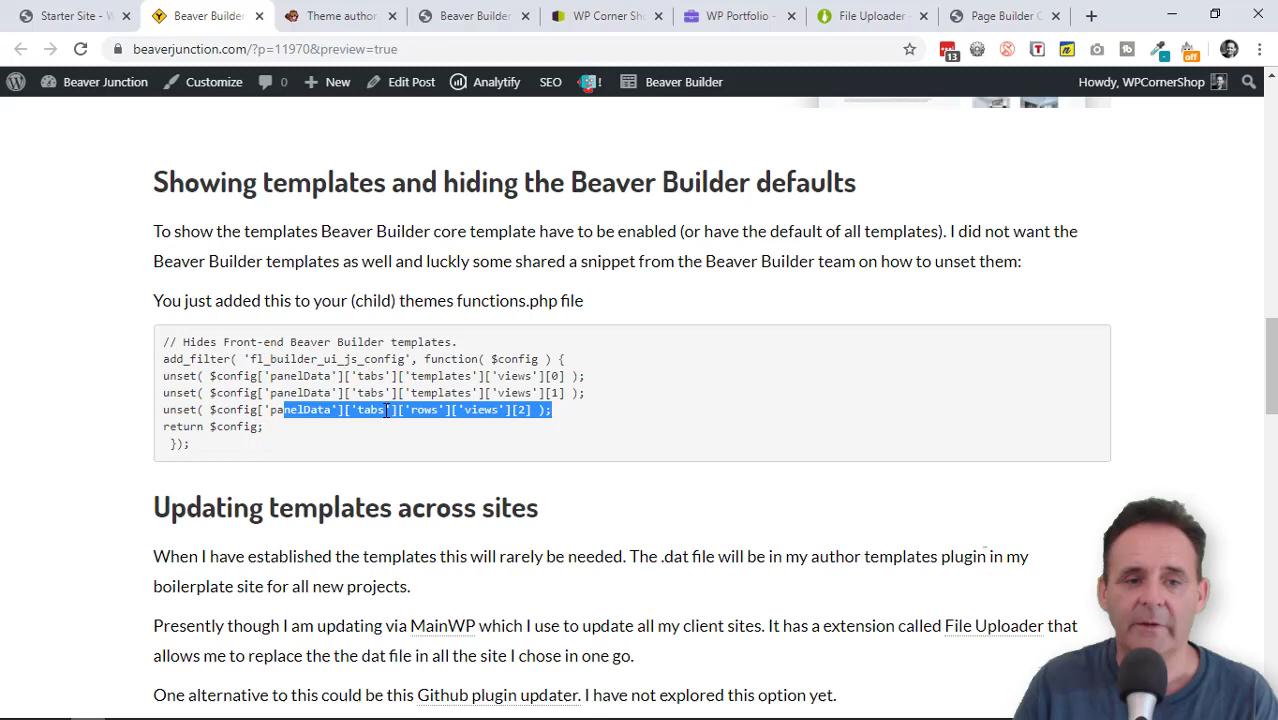 Starter Site - W
Beaver Builder
Theme author
Beaver Builder
WP Corner Sho
WP Portfolio -
File Uploader -
Page Builder C
beaverjunction.com/?p=11970&preview=true
13
off
Beaver Junction
Customize
0
New
Edit Post
Analytify
SEO
!
Beaver Builder
Howdy, WPCornerShop
Showing templates and hiding the Beaver Builder defaults
To show the templates Beaver Builder core template have to be enabled (or have the default of all templates). I did not want the
Beaver Builder templates as well and luckly some shared a snippet from the Beaver Builder team on how to unset them:
You just added this to your (child) themes functions.php file
// Hides Front-end Beaver Builder templates.
add_filter( 'fl_builder_ui_js_config', function( $config ) {
unset( $config['panelData']['tabs']['templates']['views'][0] );
unset( $config['panelData']['tabs']['templates']['views'][1] );
unset( $config['panelData']['tabs']['rows']['views'][2] );
return $config;
});
Updating templates across sites
When I have established the templates this will rarely be needed. The .dat file will be in my author templates plugin in my
boilerplate site for all new projects.
Presently though I am updating via MainWP which I use to update all my client sites. It has a extension called File Uploader that
allows me to replace the the dat file in all the site I chose in one go.
One alternative to this could be this Github plugin updater. I have not explored this option yet.